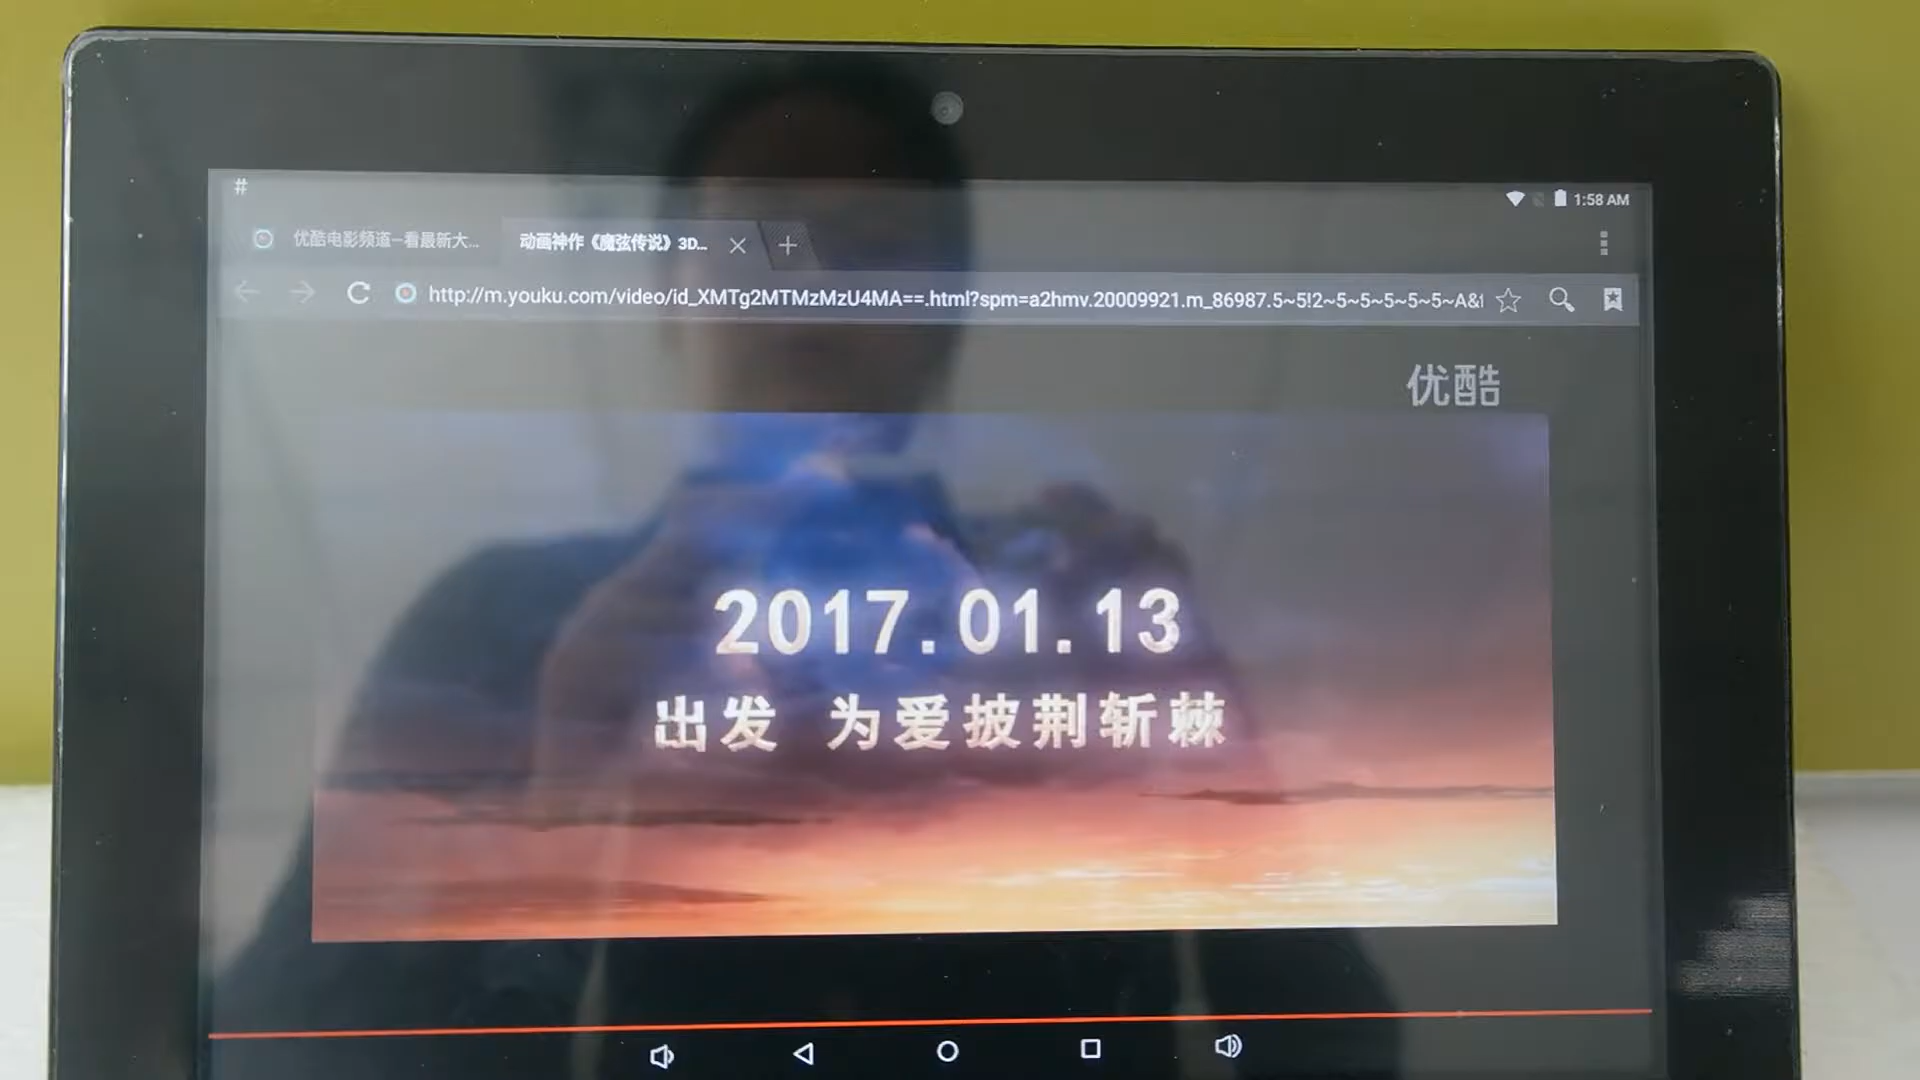 #
1:58 AM
优酷电影频道—看最新大...
动画神作《魔弦传说》3D...
http://m.youku.com/video/id_XMTg2MTMzMzU4MA==.html?spm=a2hmv.20009921.m_86987.5~5!2~5~5~5~5~5~A&f
优酷
2017.01.13
出发 为爱披荆斩棘